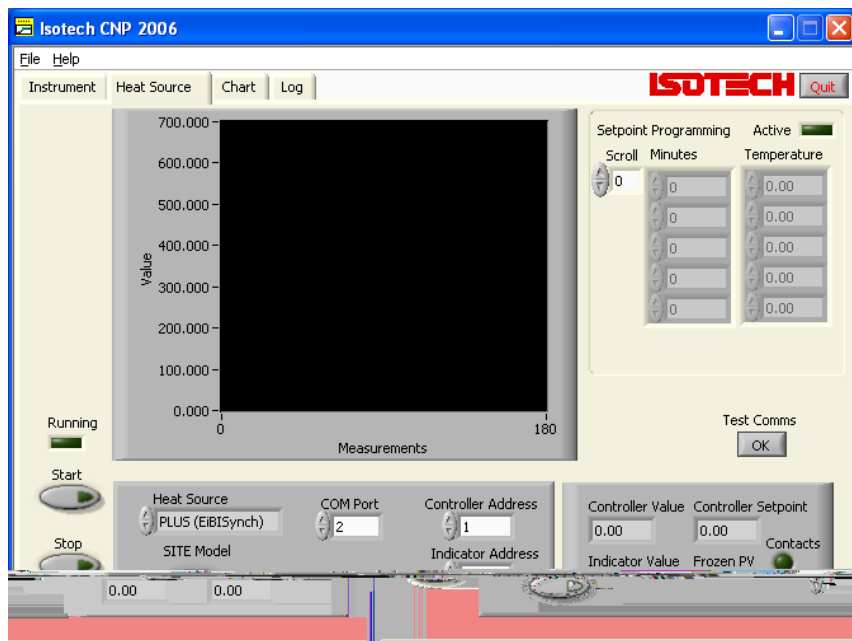 Isotech CNP 2006
File Help
Instrument Heat Source Chart Log ISOTECH Quit
700.000
600.000
500.000
400.000
300.000
200.000
100.000
0.000
Value
0 180
Measurements
Setpoint Programming Active
Scroll Minutes Temperature
0 0 0.00
0 0.00
0 0.00
0 0.00
0 0.00
Running
Start
Stop
Test Comms
OK
Heat Source COM Port Controller Address
PLUS (EiBISynch) 2 1
SITE Model Indicator Address
Controller Value Controller Setpoint
0.00 0.00
Contacts
Indicator Value Frozen PV
0.00 0.00